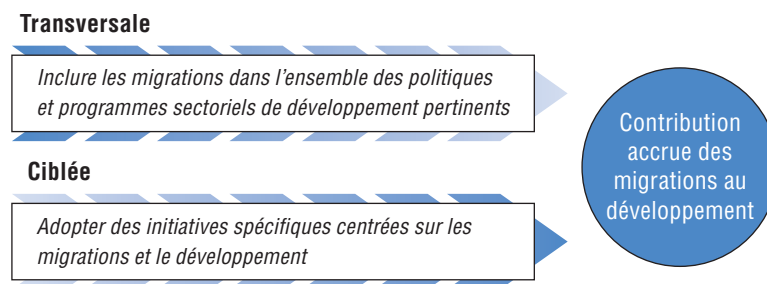 Transversale
Inclure les migrations dans l’ensemble des politiques
et programmes sectoriels de développement pertinents
Ciblée
Adopter des initiatives spécifiques centrées sur les
migrations et le développement
Contribution
accrue des
migrations au
développement